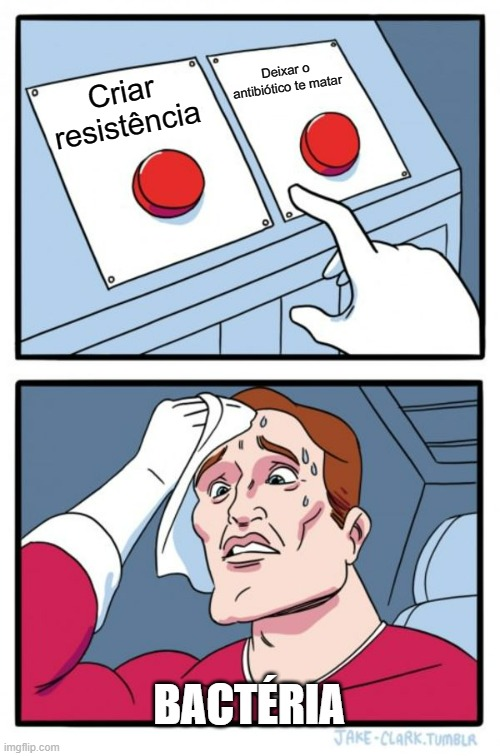 Criar
resistência
Deixar o
antibiótico te matar
BACTÉRIA
JAKE-CLARK.TUMBLR
imgflip.com